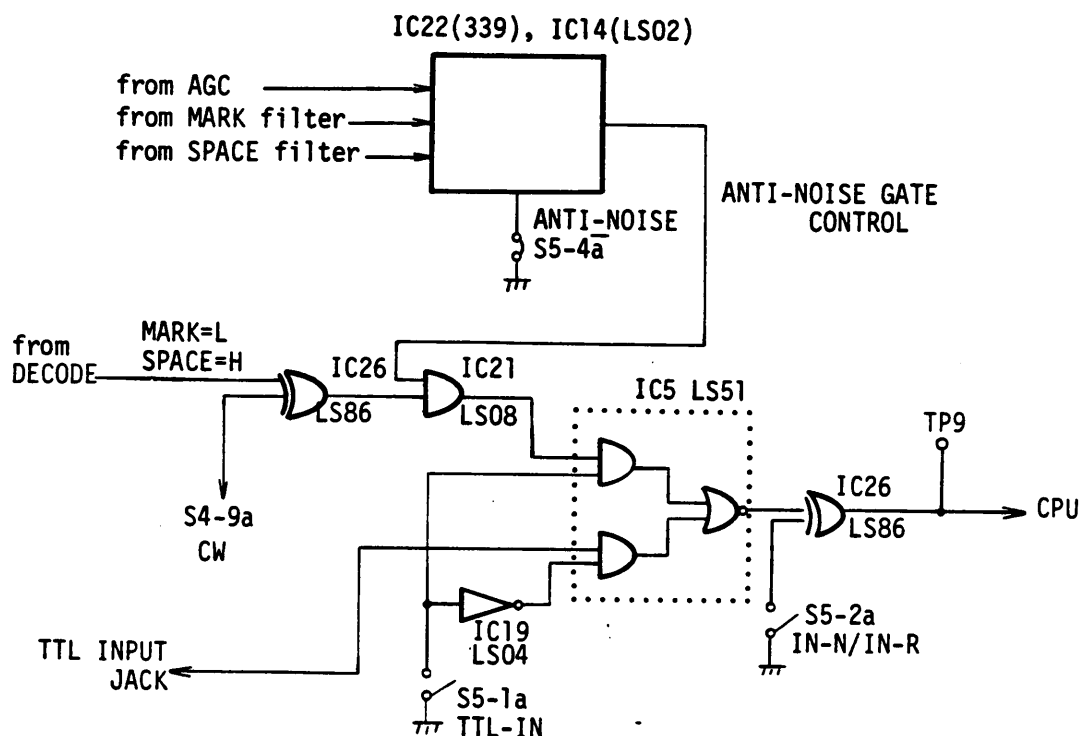 IC22(339), IC14(LS02)
from AGC
from MARK filter
from SPACE filter
ANTI-NOISE
S5-4a
ANTI-NOISE GATE
CONTROL
from
DECODE
MARK=L
SPACE=H
IC26
LS86
IC21
LS08
IC5 LS51
TP9
IC26
LS86
CPU
S4-9a
CW
IC19
LS04
TTL INPUT
JACK
S5-1a
TTL-IN
S5-2a
IN-N/IN-R